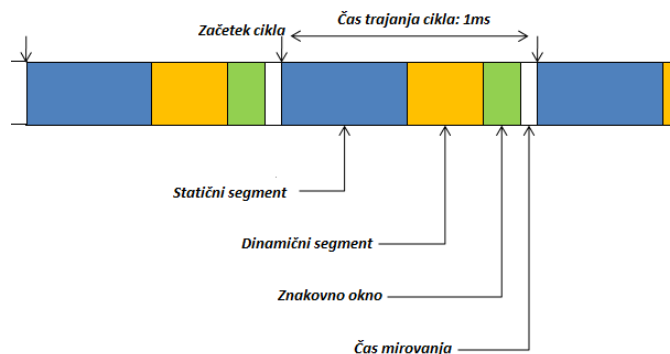 Začetek cikla
Čas trajanja cikla: 1ms
Statični segment
Dinamični segment
Znakovno okno
Čas mirovanja